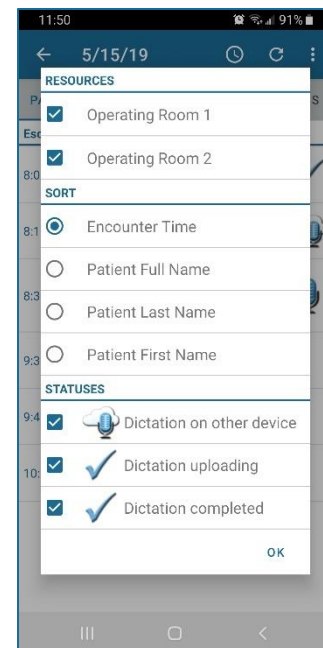 11:50 91%
5/15/19
RESOURCES
Operating Room 1
Operating Room 2
SORT
Encounter Time
Patient Full Name
Patient Last Name
Patient First Name
STATUSES
Dictation on other device
Dictation uploading
Dictation completed
OK